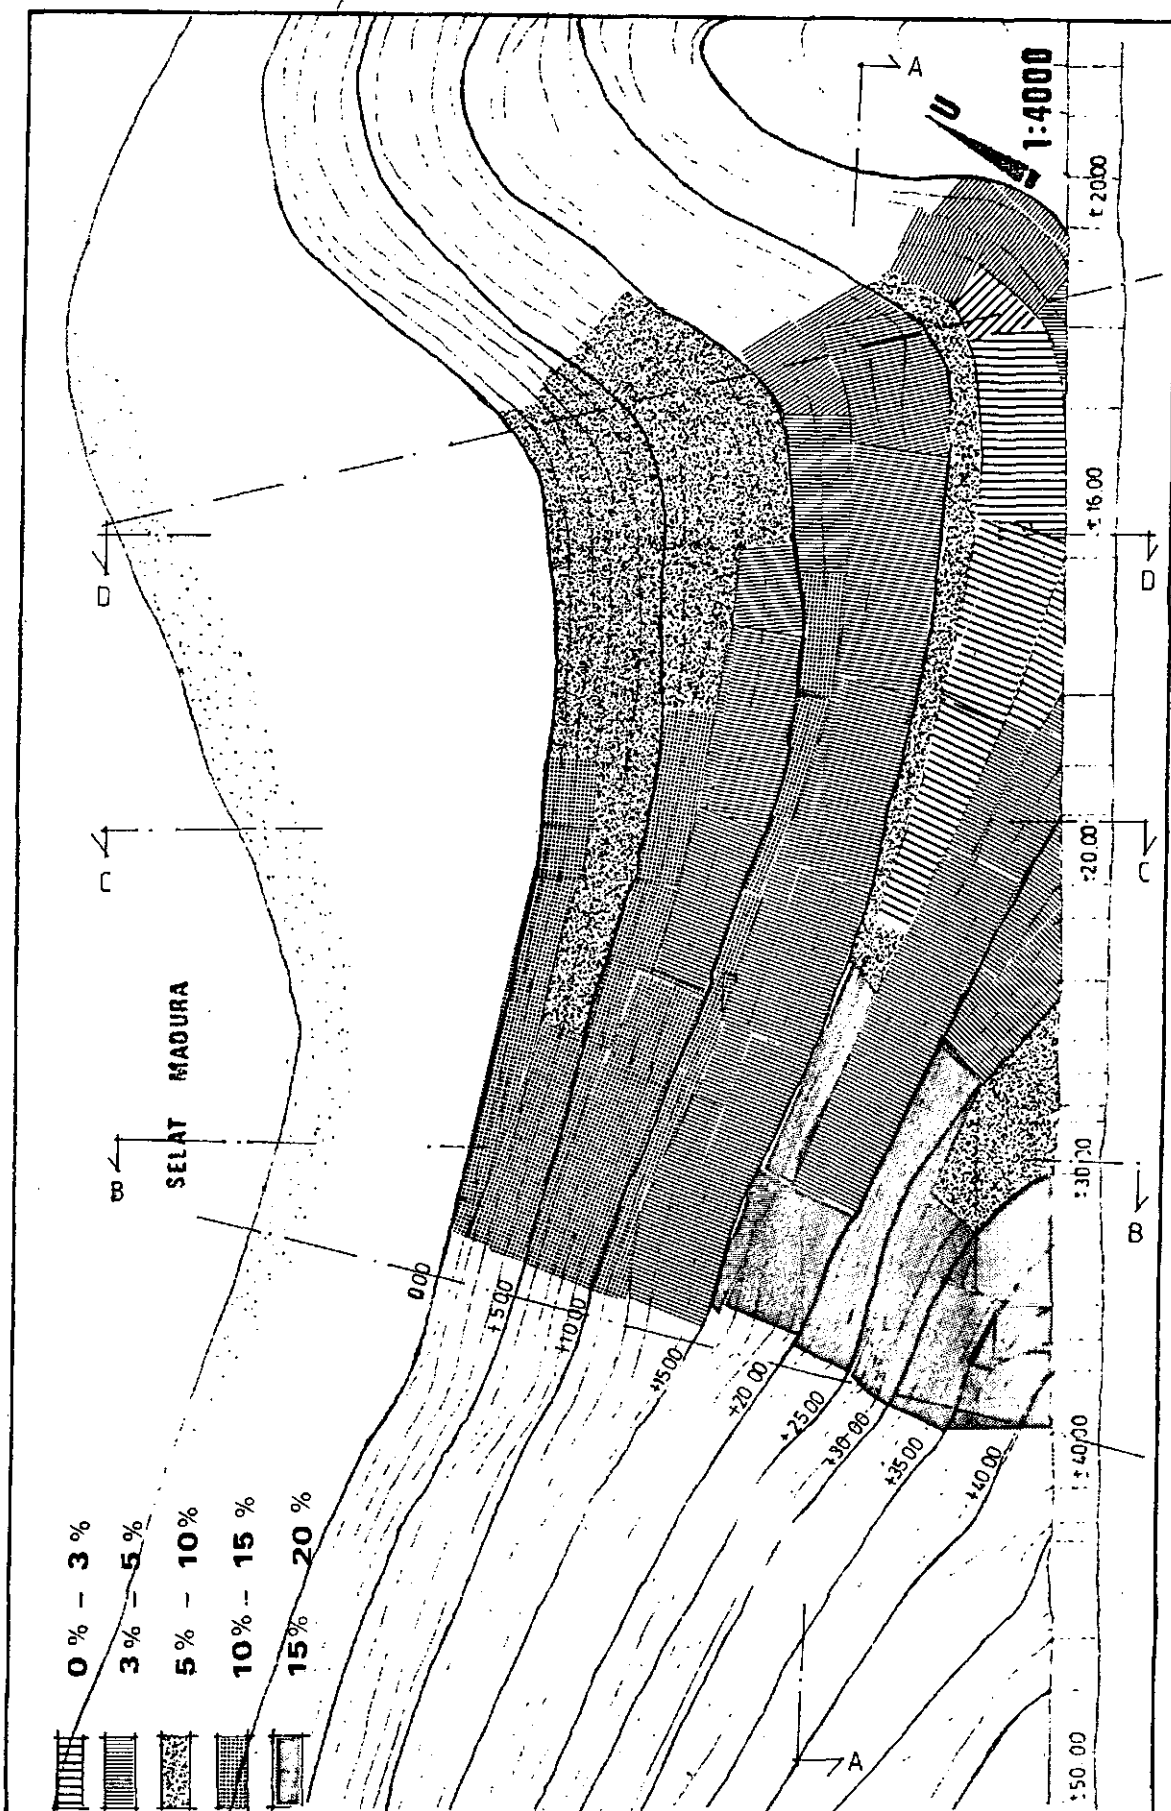 A
U
1:4000
± 20.00
± 16.00
D
D
± 20.00
C
C
SELAT MADURA
B
± 30.00
B
0.00
+ 5.00
+10.00
+15.00
+20.00
+ 25.00
+30.00
+35.00
+40.00
± 40.00
0 % - 3 %
3 % - 5 %
5 % - 10%
10% - 15 %
15% 20 %
A
± 50.00